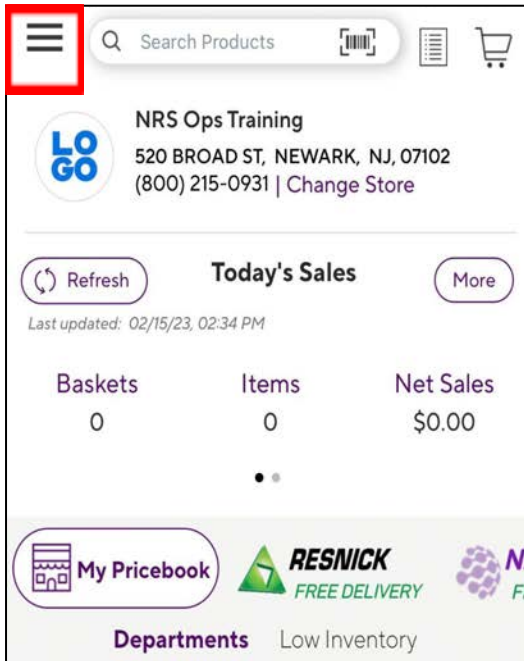 Search Products
LO
GO
NRS Ops Training
520 BROAD ST, NEWARK, NJ, 07102
(800) 215-0931 | Change Store
Refresh
Today's Sales
More
Last updated: 02/15/23, 02:34 PM
Baskets Items Net Sales
0 0 $0.00
My Pricebook
RESNICK
FREE DELIVERY
N
F
Departments Low Inventory